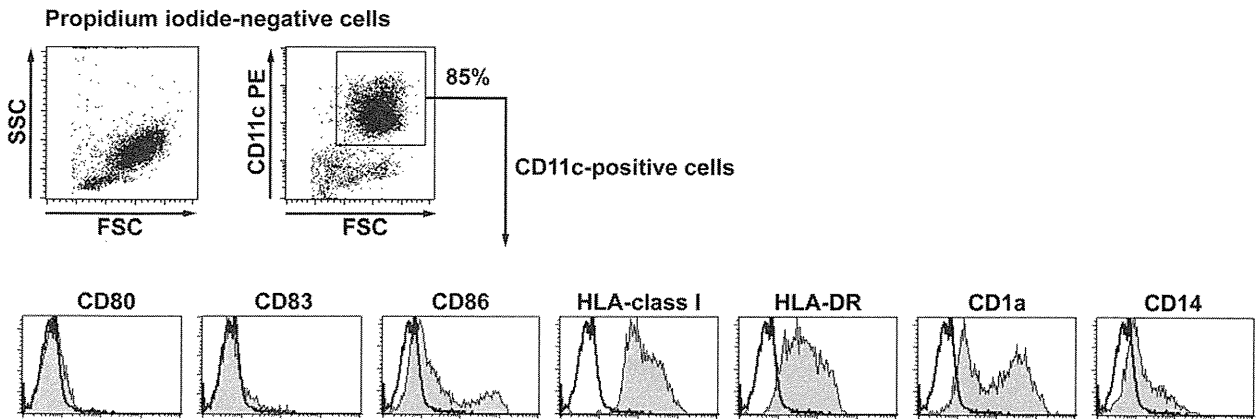 Propidium iodide-negative cells
SSC
FSC
CD11c PE
FSC
85%
CD11c-positive cells
CD80
CD83
CD86
HLA-class I
HLA-DR
CD1a
CD14